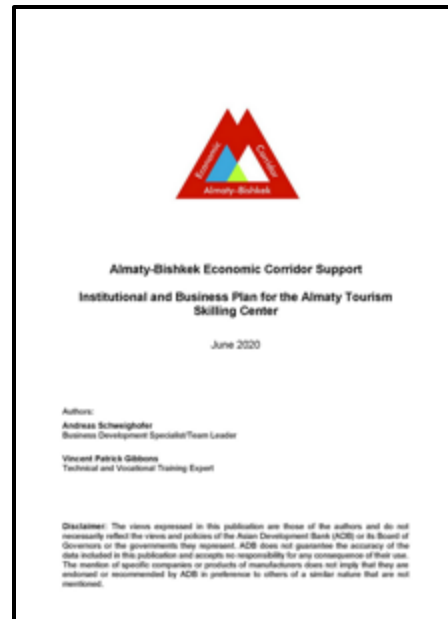 Economic Corridor
Almaty-Bishkek
Almaty-Bishkek Economic Corridor Support
Institutional and Business Plan for the Almaty Tourism
Skilling Center
June 2020
Authors:
Andreas Schweighofer
Business Development Specialist/Team Leader
Vincent Patrick Gibbons
Technical and Vocational Training Expert
Disclaimer: The views expressed in this publication are those of the authors and do not
necessarily reflect the views and policies of the Asian Development Bank (ADB) or its Board of
Governors or the governments they represent. ADB does not guarantee the accuracy of the
data included in this publication and accepts no responsibility for any consequence of their use.
The mention of specific companies or products of manufacturers does not imply that they are
endorsed or recommended by ADB in preference to others of a similar nature that are not
mentioned.